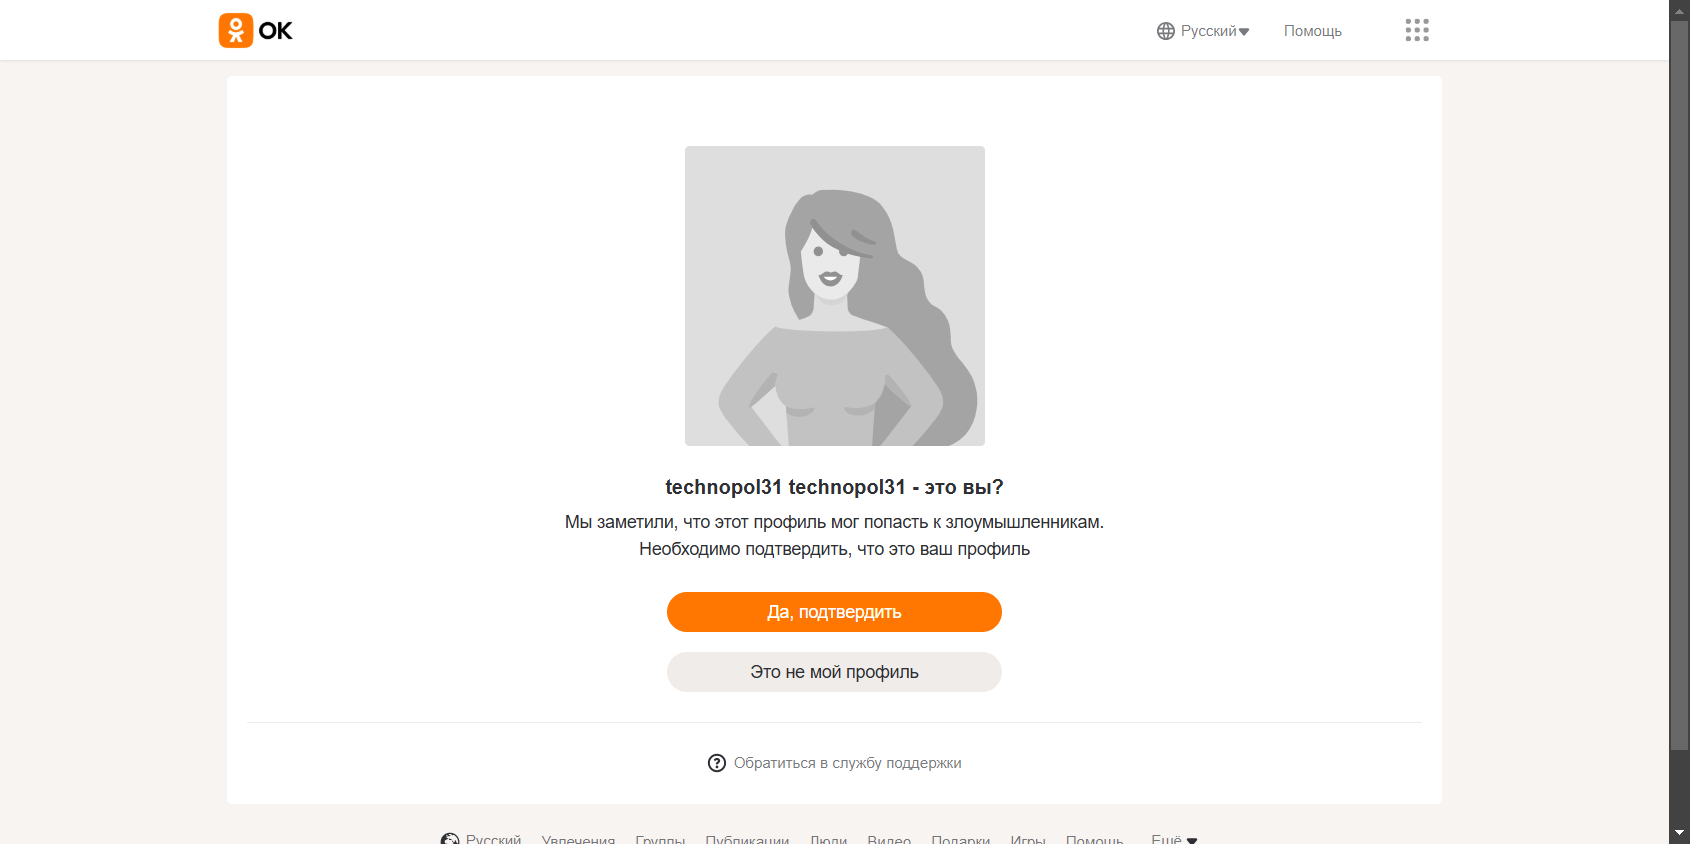 ОК
Русский
Помощь
technopol31 technopol31 - это вы?
Мы заметили, что этот профиль мог попасть к злоумышленникам.
Необходимо подтвердить, что это ваш профиль
Да, подтвердить
Это не мой профиль
Обратиться в службу поддержки
Русский Увлечения Группы Публикации Люди Видео Подарки Игры Помощь Ещё